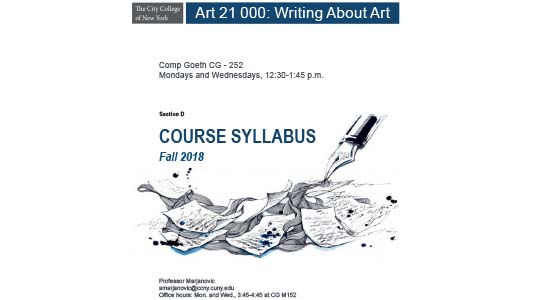 The City College
of New York
Art 21 000: Writing About Art
Comp Goeth CG - 252
Mondays and Wednesdays, 12:30-1:45 p.m.
Section D
COURSE SYLLABUS
Fall 2018
Professor Marjanovic
amarjanovic@ccny.cuny.edu
Office hours: Mon. and Wed., 3:45-4:45 at CG M152